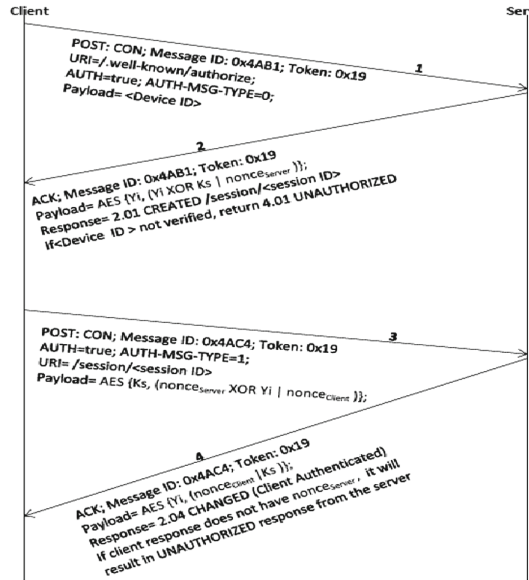 Client
Ser
POST: CON; Message ID: 0x4AB1; Token: 0x19
1
URI=/.well-known/authorize;
AUTH=true; AUTH-MSG-TYPE=0;
Payload= <Device ID>
2
ACK; Message ID: 0x4AB1; Token: 0x19
Payload= AES {Yi, (Yi XOR Ks | nonceServer )};
Response= 2.01 CREATED /session/<session ID>
If<Device ID > not verified, return 4.01 UNAUTHORIZED
3
POST: CON; Message ID: 0x4AC4; Token: 0x19
AUTH=true; AUTH-MSG-TYPE=1;
URI= /session/<session ID>
Payload= AES {Ks, (nonceServer XOR Yi | nonceClient )};
4
ACK; Message ID: 0x4AC4; Token: 0x19
Payload= AES {Yi, (nonceClient |Ks )};
Response= 2.04 CHANGED (Client Authenticated)
If client response does not have nonceServer, it will
result in UNAUTHORIZED response from the server